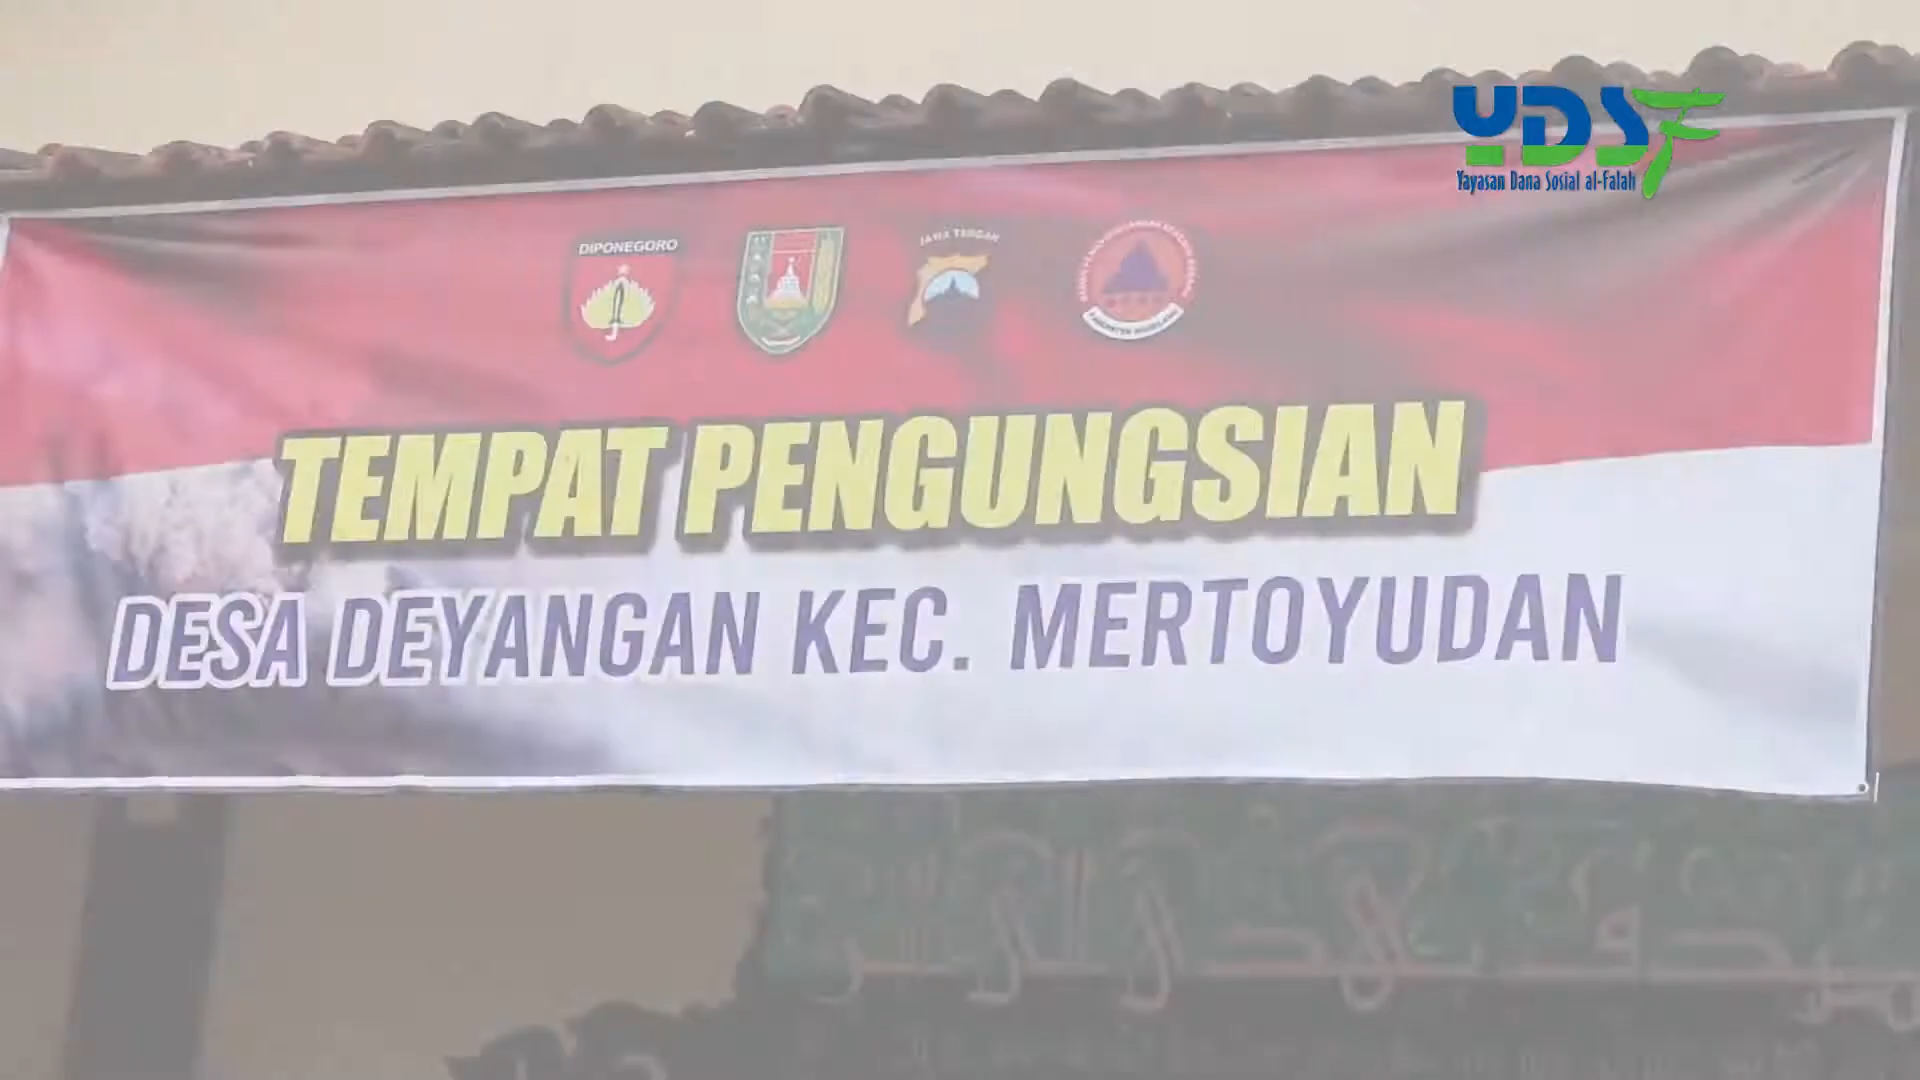 YDSF
Yayasan Dana Sosial al-Falah
DIPONEGORO
JAWA TENGAH
TEMPAT PENGUNGSIAN
DESA DEYANGAN KEC. MERTOYUDAN